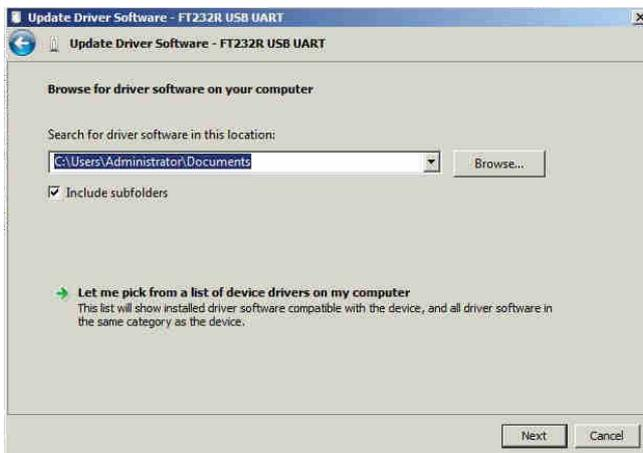 Update Driver Software - FT232R USB UART
Update Driver Software - FT232R USB UART
Browse for driver software on your computer
Search for driver software in this location:
C:\Users\Administrator\Documents
Browse...
Include subfolders
Let me pick from a list of device drivers on my computer
This list will show installed driver software compatible with the device, and all driver software in
the same category as the device.
Next Cancel